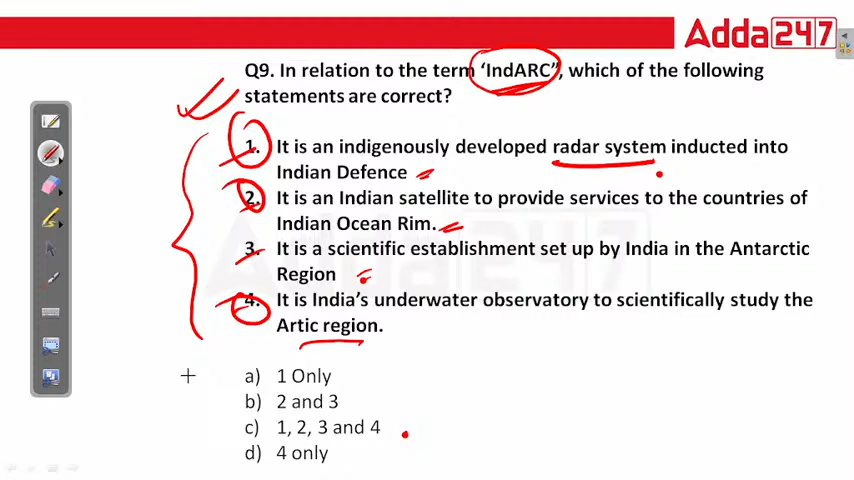 Adda247
Q9. In relation to the term ‘IndARC”, which of the following
statements are correct?
1. It is an indigenously developed radar system inducted into
Indian Defence
2. It is an Indian satellite to provide services to the countries of
Indian Ocean Rim.
3. It is a scientific establishment set up by India in the Antarctic
Region
4. It is India’s underwater observatory to scientifically study the
Artic region.
a) 1 Only
b) 2 and 3
c) 1, 2, 3 and 4
d) 4 only
Adda247